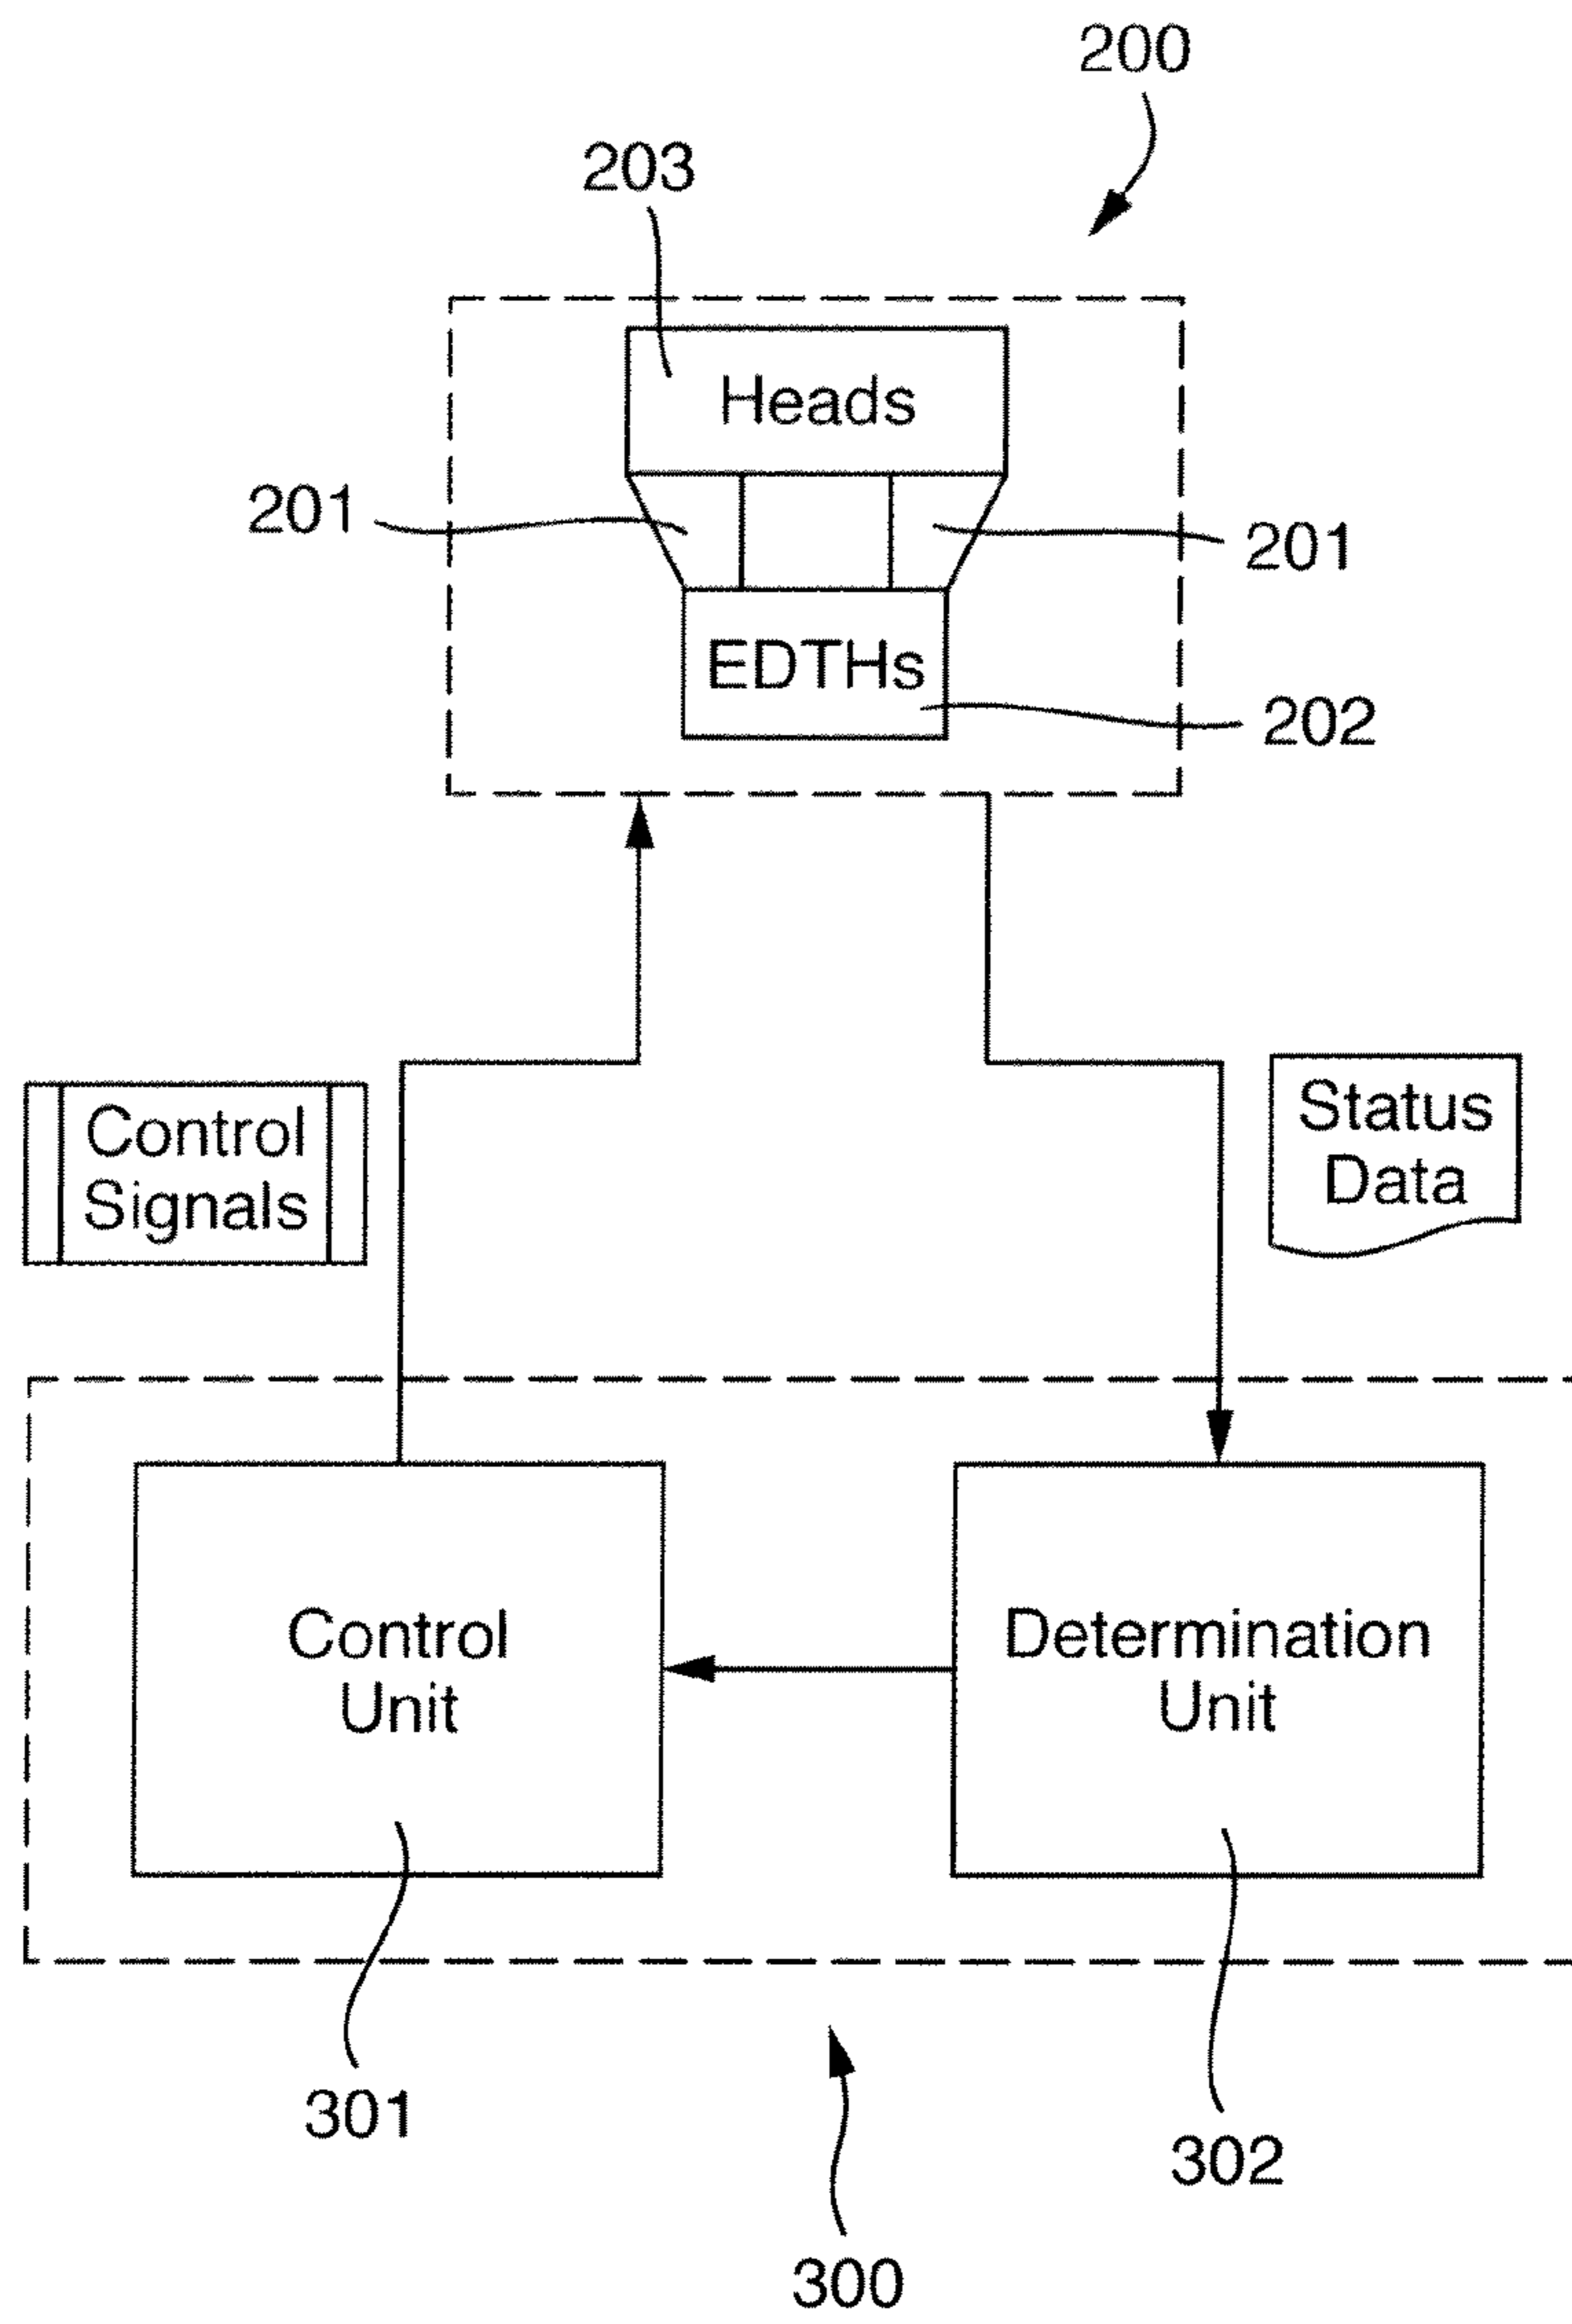 200
203
Heads
201
201
EDTHs
202
Control
Signals
Status
Data
Control
Unit
Determination
Unit
301
302
300